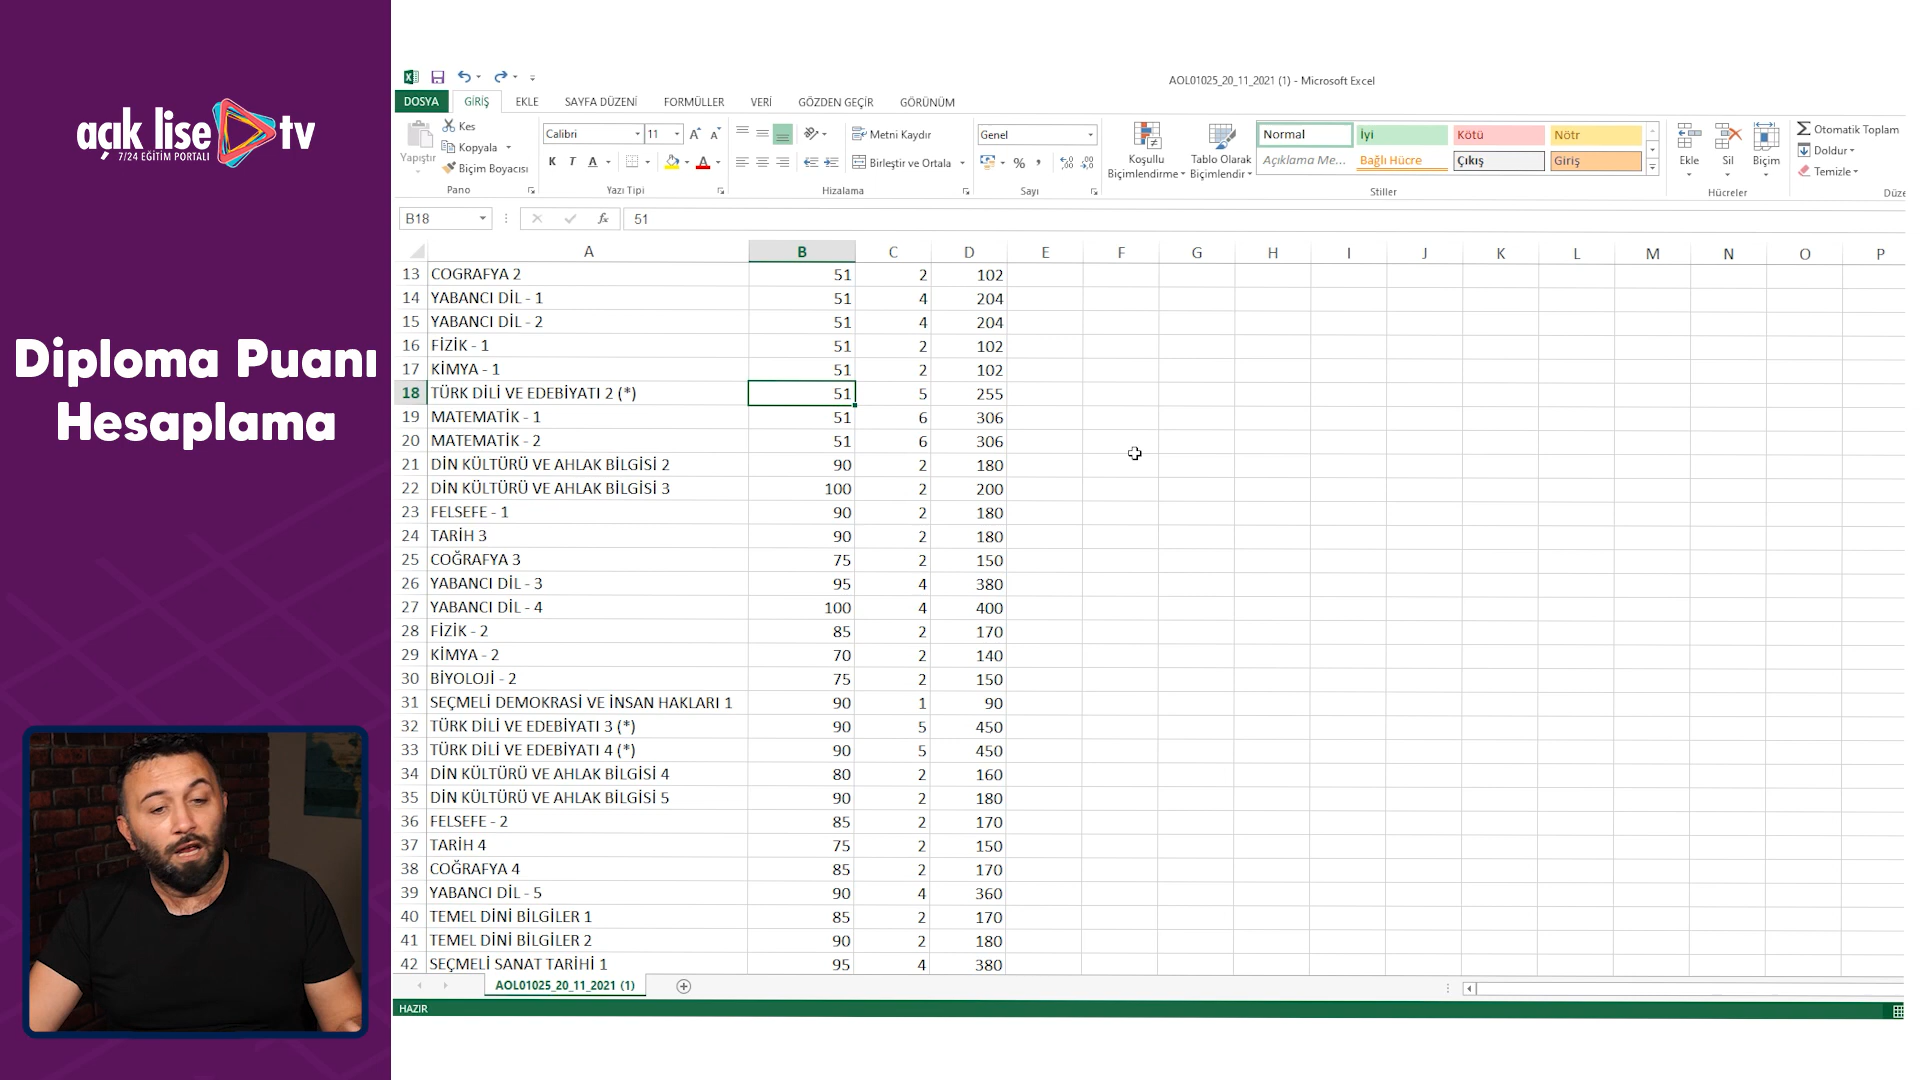 açık lise tv
7/24 EĞİTİM PORTALI
Diploma Puanı
Hesaplama
AOL01025_20_11_2021 (1) - Microsoft Excel
DOSYA GİRİŞ EKLE SAYFA DÜZENİ FORMÜLLER VERİ GÖZDEN GEÇİR GÖRÜNÜM
Yapıştır
Kes
Kopyala
Biçim Boyacısı
Pano
Calibri 11
K T A
Yazı Tipi
Metni Kaydır
Birleştir ve Ortala
Hizalama
Genel
%
Sayı
Koşullu Biçimlendirme
Tablo Olarak Biçimlendir
Normal İyi Kötü Nötr
Açıklama Me... Bağlı Hücre Çıkış Giriş
Stiller
Ekle Sil Biçim
Hücreler
Otomatik Toplam
Doldur
Temizle
Düze
B18 fx 51
A B C D E F G H I J K L M N O P
13 COĞRAFYA 2 51 2 102
14 YABANCI DİL - 1 51 4 204
15 YABANCI DİL - 2 51 4 204
16 FİZİK - 1 51 2 102
17 KİMYA - 1 51 2 102
18 TÜRK DİLİ VE EDEBİYATI 2 (*) 51 5 255
19 MATEMATİK - 1 51 6 306
20 MATEMATİK - 2 51 6 306
21 DİN KÜLTÜRÜ VE AHLAK BİLGİSİ 2 90 2 180
22 DİN KÜLTÜRÜ VE AHLAK BİLGİSİ 3 100 2 200
23 FELSEFE - 1 90 2 180
24 TARİH 3 90 2 180
25 COĞRAFYA 3 75 2 150
26 YABANCI DİL - 3 95 4 380
27 YABANCI DİL - 4 100 4 400
28 FİZİK - 2 85 2 170
29 KİMYA - 2 70 2 140
30 BİYOLOJİ - 2 75 2 150
31 SEÇMELİ DEMOKRASİ VE İNSAN HAKLARI 1 90 1 90
32 TÜRK DİLİ VE EDEBİYATI 3 (*) 90 5 450
33 TÜRK DİLİ VE EDEBİYATI 4 (*) 90 5 450
34 DİN KÜLTÜRÜ VE AHLAK BİLGİSİ 4 80 2 160
35 DİN KÜLTÜRÜ VE AHLAK BİLGİSİ 5 90 2 180
36 FELSEFE - 2 85 2 170
37 TARİH 4 75 2 150
38 COĞRAFYA 4 85 2 170
39 YABANCI DİL - 5 90 4 360
40 TEMEL DİNİ BİLGİLER 1 85 2 170
41 TEMEL DİNİ BİLGİLER 2 90 2 180
42 SEÇMELİ SANAT TARİHİ 1 95 4 380
AOL01025_20_11_2021 (1)
HAZIR